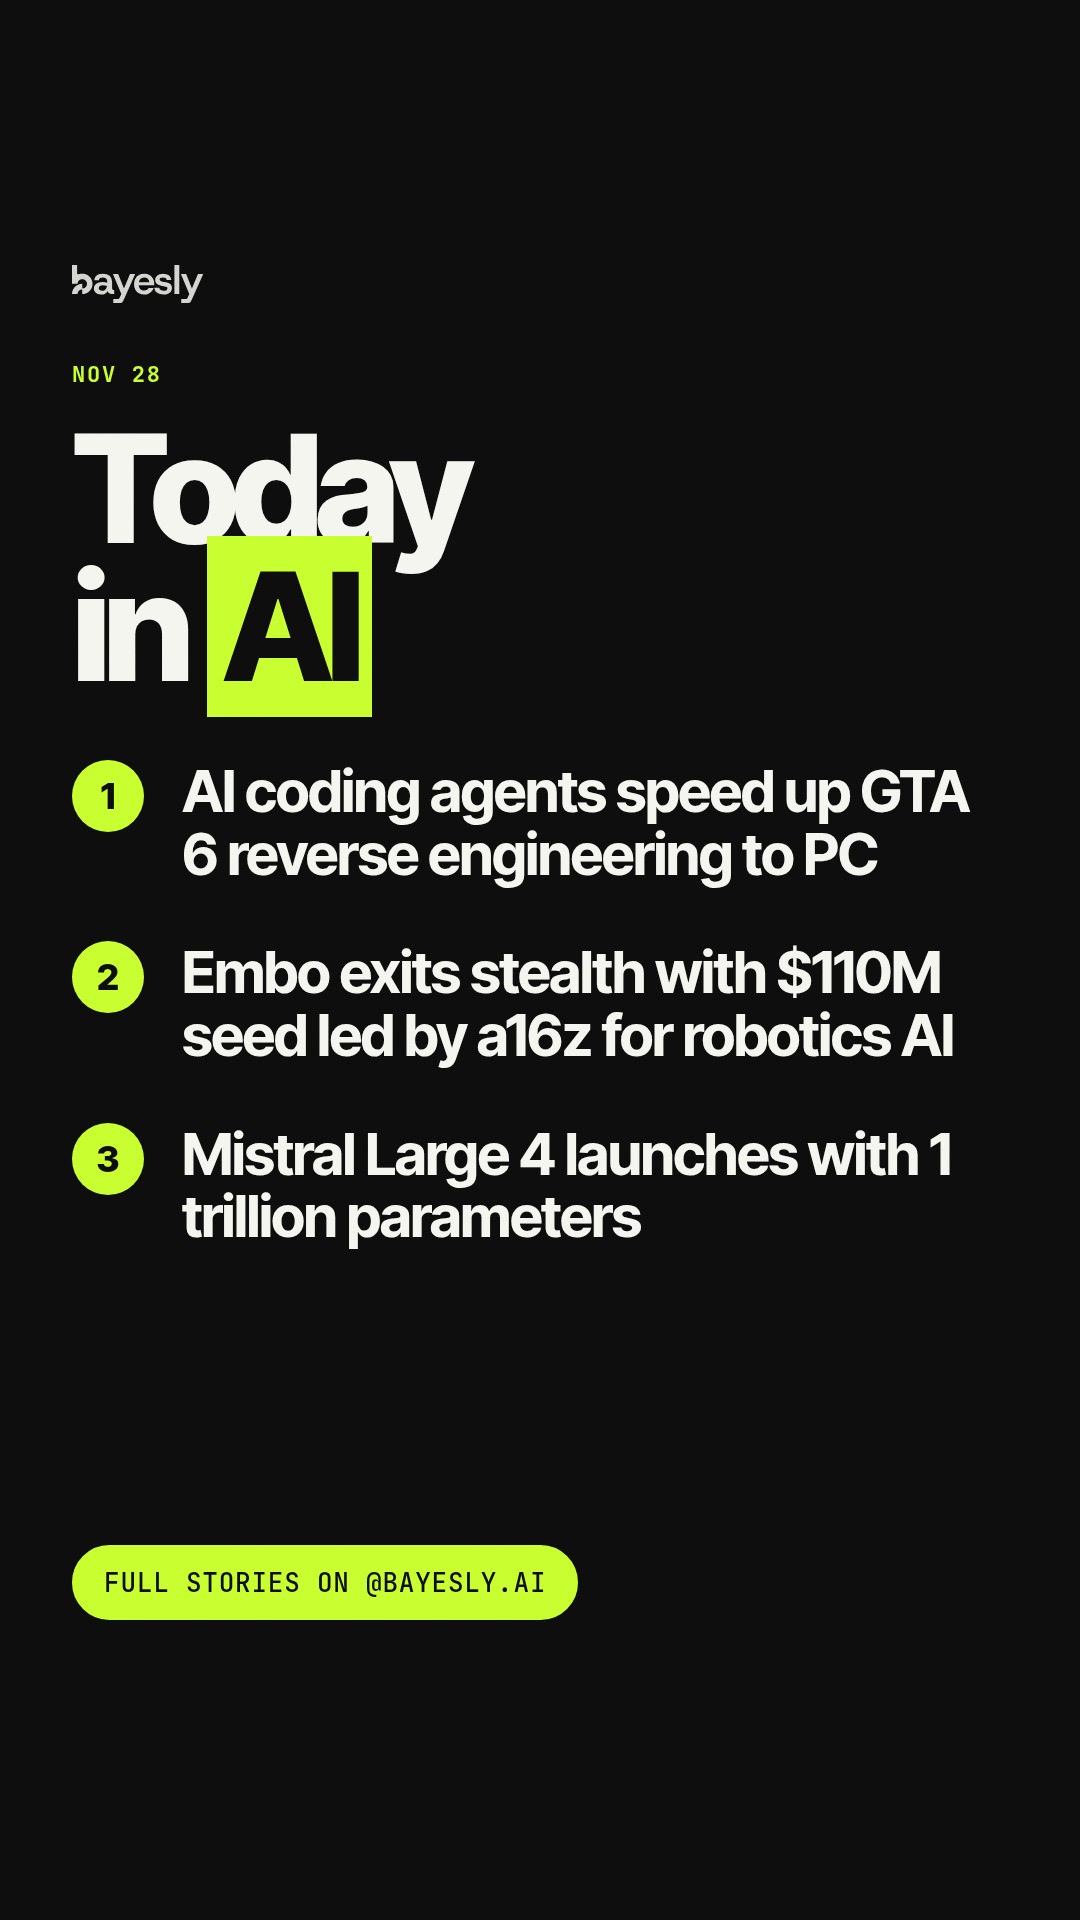 bayesly
NOV 28
Today
in AI
1 AI coding agents speed up GTA
6 reverse engineering to PC
2 Embo exits stealth with $110M
seed led by a16z for robotics AI
3 Mistral Large 4 launches with 1
trillion parameters
FULL STORIES ON @BAYESLY.AI